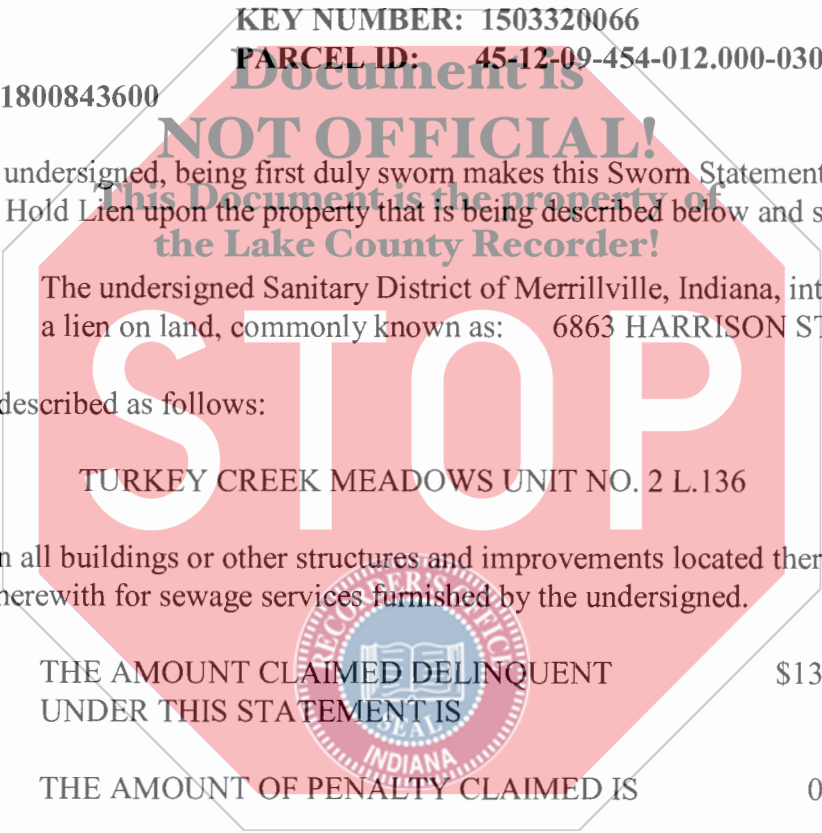 KEY NUMBER: 1503320066
PARCEL ID: 45-12-09-454-012.000-030
Document is
1800843600
NOT OFFICIAL!
undersigned, being first duly sworn makes this Sworn Statement
This Document is the property of
Hold Lien upon the property that is being described below and s
the Lake County Recorder!
The undersigned Sanitary District of Merrillville, Indiana, int
a lien on land, commonly known as: 6863 HARRISON ST
STOP
described as follows:
TURKEY CREEK MEADOWS UNIT NO. 2 L.136
n all buildings or other structures and improvements located ther
herewith for sewage services furnished by the undersigned.
RECORDER'S OFFICE
THE AMOUNT CLAIMED DELINQUENT $13
UNDER THIS STATEMENT IS
SEAL
INDIANA
THE AMOUNT OF PENALTY CLAIMED IS 0